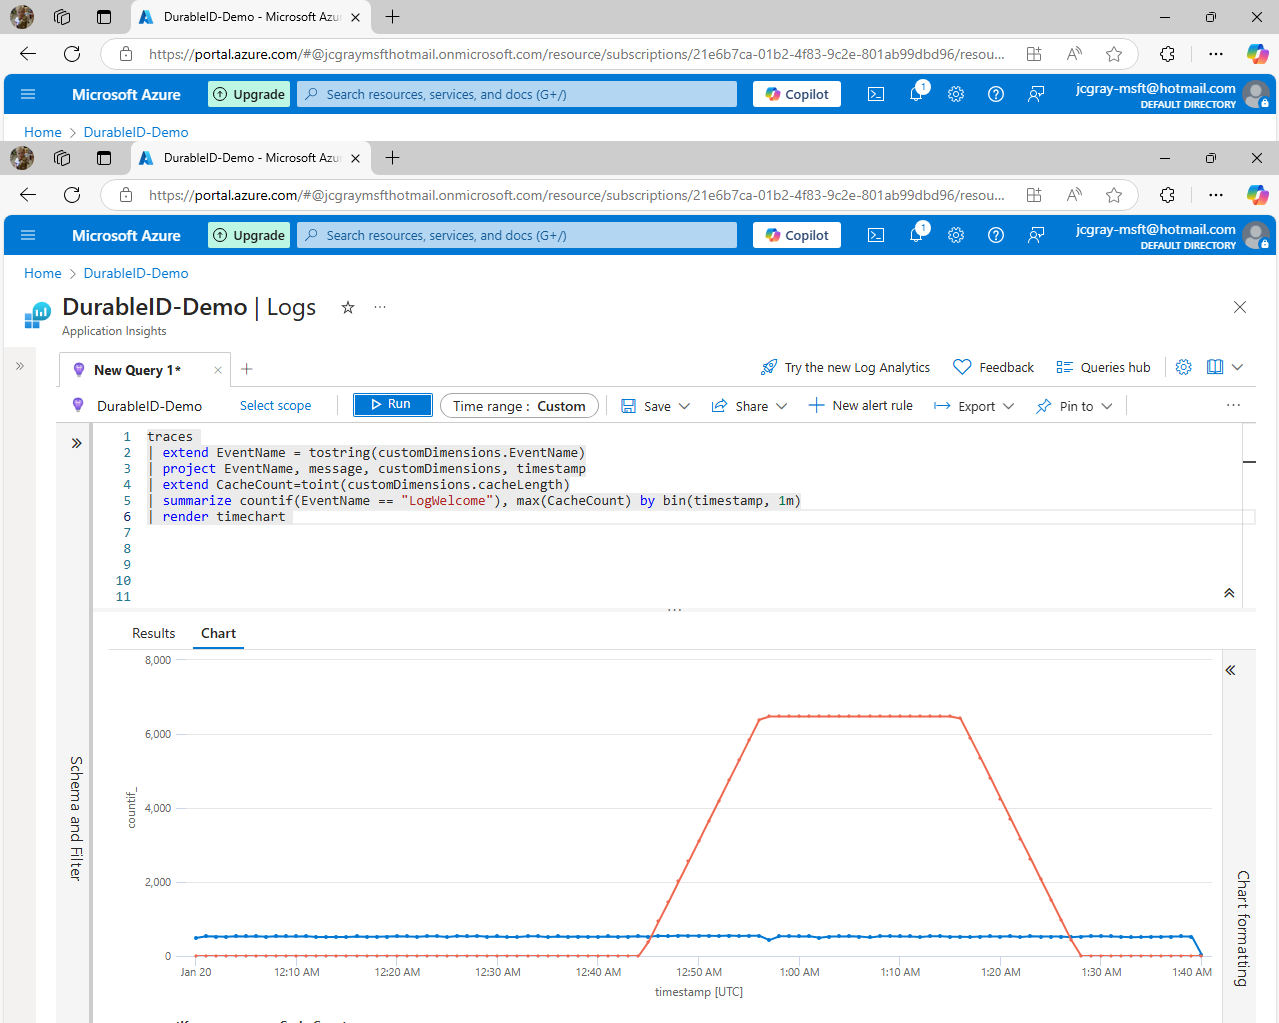 DurableID-Demo - Microsoft Azu
https://portal.azure.com/#@jcgraymsfthotmail.onmicrosoft.com/resource/subscriptions/21e6b7ca-01b2-4f83-9c2e-801ab99dbd96/resou...
Microsoft Azure
Upgrade
Search resources, services, and docs (G+/)
Copilot
1
jcgray-msft@hotmail.com
DEFAULT DIRECTORY
Home > DurableID-Demo
DurableID-Demo - Microsoft Azu
https://portal.azure.com/#@jcgraymsfthotmail.onmicrosoft.com/resource/subscriptions/21e6b7ca-01b2-4f83-9c2e-801ab99dbd96/resou...
Microsoft Azure
Upgrade
Search resources, services, and docs (G+/)
Copilot
1
jcgray-msft@hotmail.com
DEFAULT DIRECTORY
Home > DurableID-Demo
DurableID-Demo | Logs
Application Insights
New Query 1*
Try the new Log Analytics
Feedback
Queries hub
DurableID-Demo
Select scope
Run
Time range : Custom
Save
Share
New alert rule
Export
Pin to
1 traces
2 | extend EventName = tostring(customDimensions.EventName)
3 | project EventName, message, customDimensions, timestamp
4 | extend CacheCount=toint(customDimensions.cacheLength)
5 | summarize countif(EventName == "LogWelcome"), max(CacheCount) by bin(timestamp, 1m)
6 | render timechart
7
8
9
10
11
Schema and Filter
Results
Chart
8,000
6,000
4,000
2,000
0
countif_
Jan 20
12:10 AM
12:20 AM
12:30 AM
12:40 AM
12:50 AM
1:00 AM
1:10 AM
1:20 AM
1:30 AM
1:40 AM
timestamp [UTC]
Chart formatting